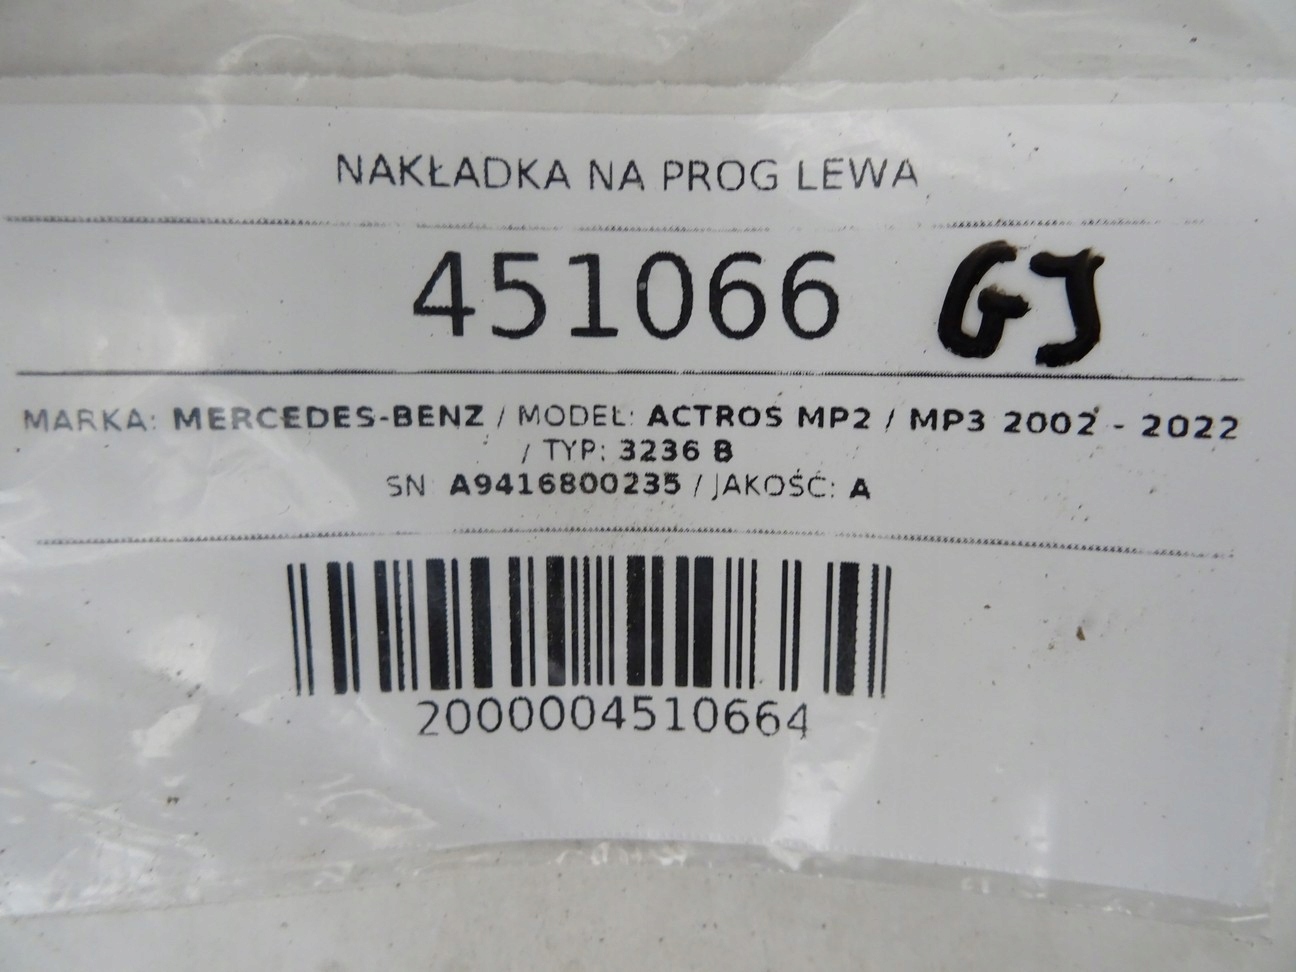 NAKŁADKA NA PROG LEWA
451066 GJ
MARKA: MERCEDES-BENZ / MODEL: ACTROS MP2 / MP3 2002 - 2022
/ TYP: 3236 B
SN: A9416800235 / JAKOŚĆ: A
2000004510664